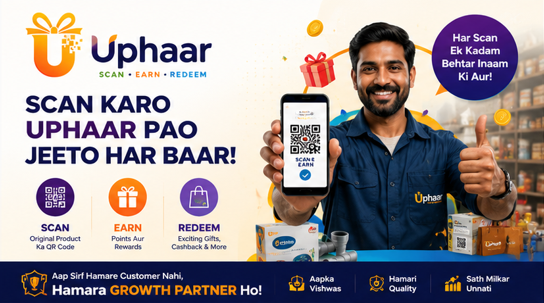 Uphaar
SCAN • EARN • REDEEM
SCAN KARO
UPHAAR PAO
JEETO HAR BAAR!
SCAN
Original Product
Ka QR Code
EARN
Points Aur
Rewards
REDEEM
Exciting Gifts,
Cashback & More
Har Scan
Ek Kadam
Behtar Inaam
Ki Aur!
SCAN &
EARN
Uphaar
Aap Sirf Hamare Customer Nahi,
Hamara GROWTH PARTNER Ho!
Aapka
Vishwas
Hamari
Quality
Sath Milkar
Unnati